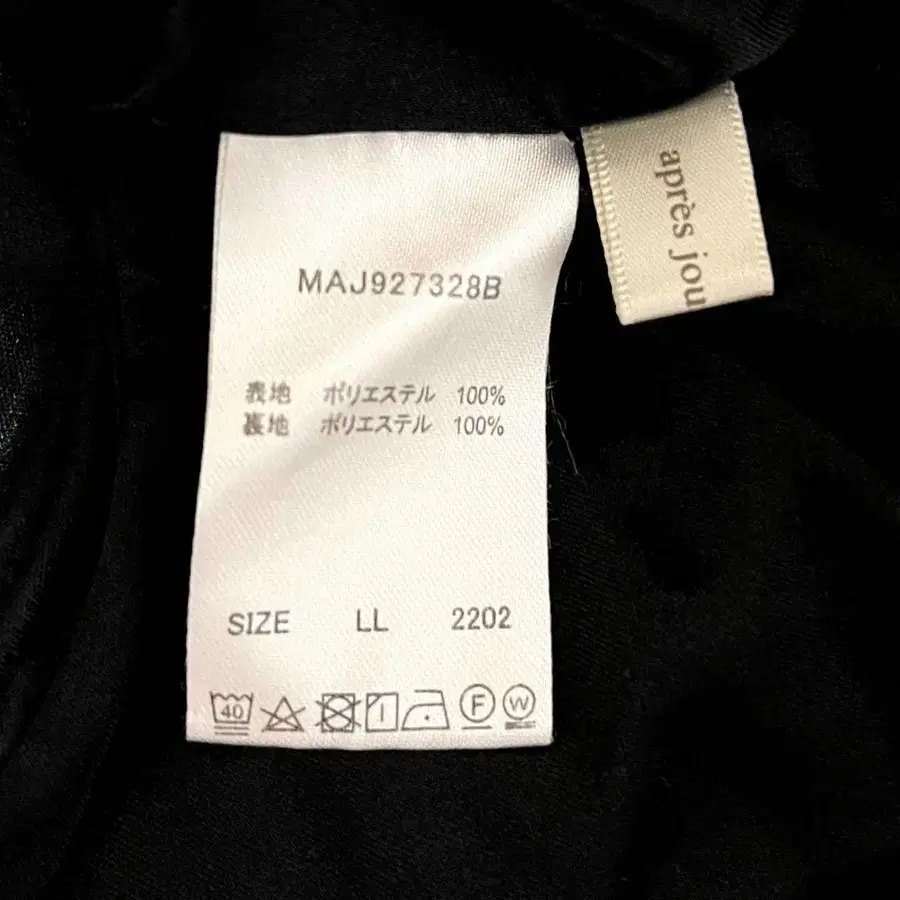 MAJ927328B
表地 ポリエステル 100%
裏地 ポリエステル 100%
SIZE LL 2202
40 F W
après jou